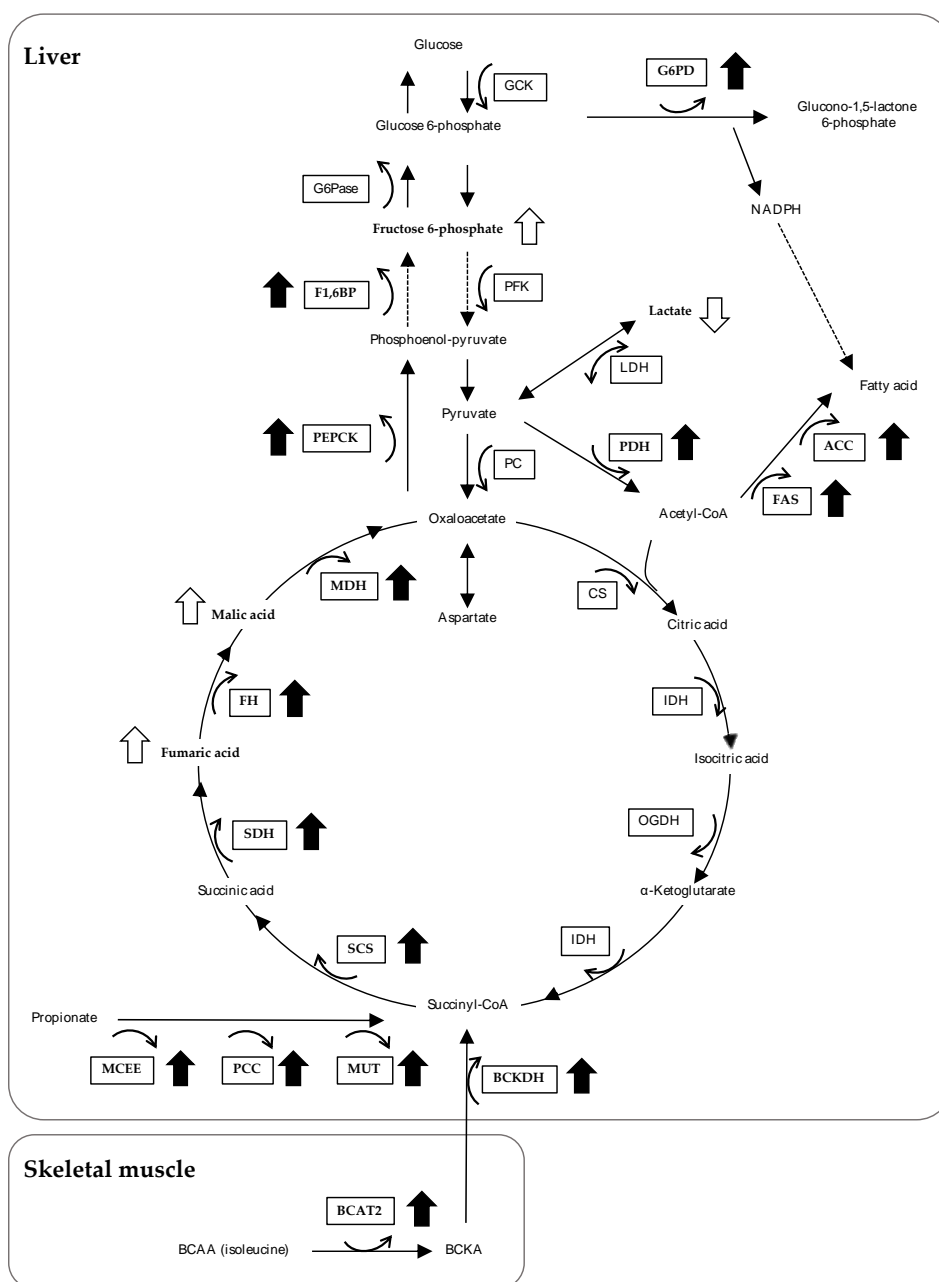 Liver
Glucose
GCK
G6PD
Glucose 6-phosphate
Glucono-1,5-lactone
6-phosphate
G6Pase
NADPH
Fructose 6-phosphate
F1,6BP
PFK
Lactate
Phosphoenol-pyruvate
LDH
Fatty acid
Pyruvate
PEPCK
PDH
ACC
PC
FAS
Acetyl-CoA
Oxaloacetate
MDH
CS
Malic acid
Aspartate
Citric acid
FH
IDH
Fumaric acid
Isocitric acid
SDH
OGDH
Succinic acid
α-Ketoglutarate
SCS
IDH
Succinyl-CoA
Propionate
MCEE
PCC
MUT
BCKDH
Skeletal muscle
BCAT2
BCAA (isoleucine)
BCKA